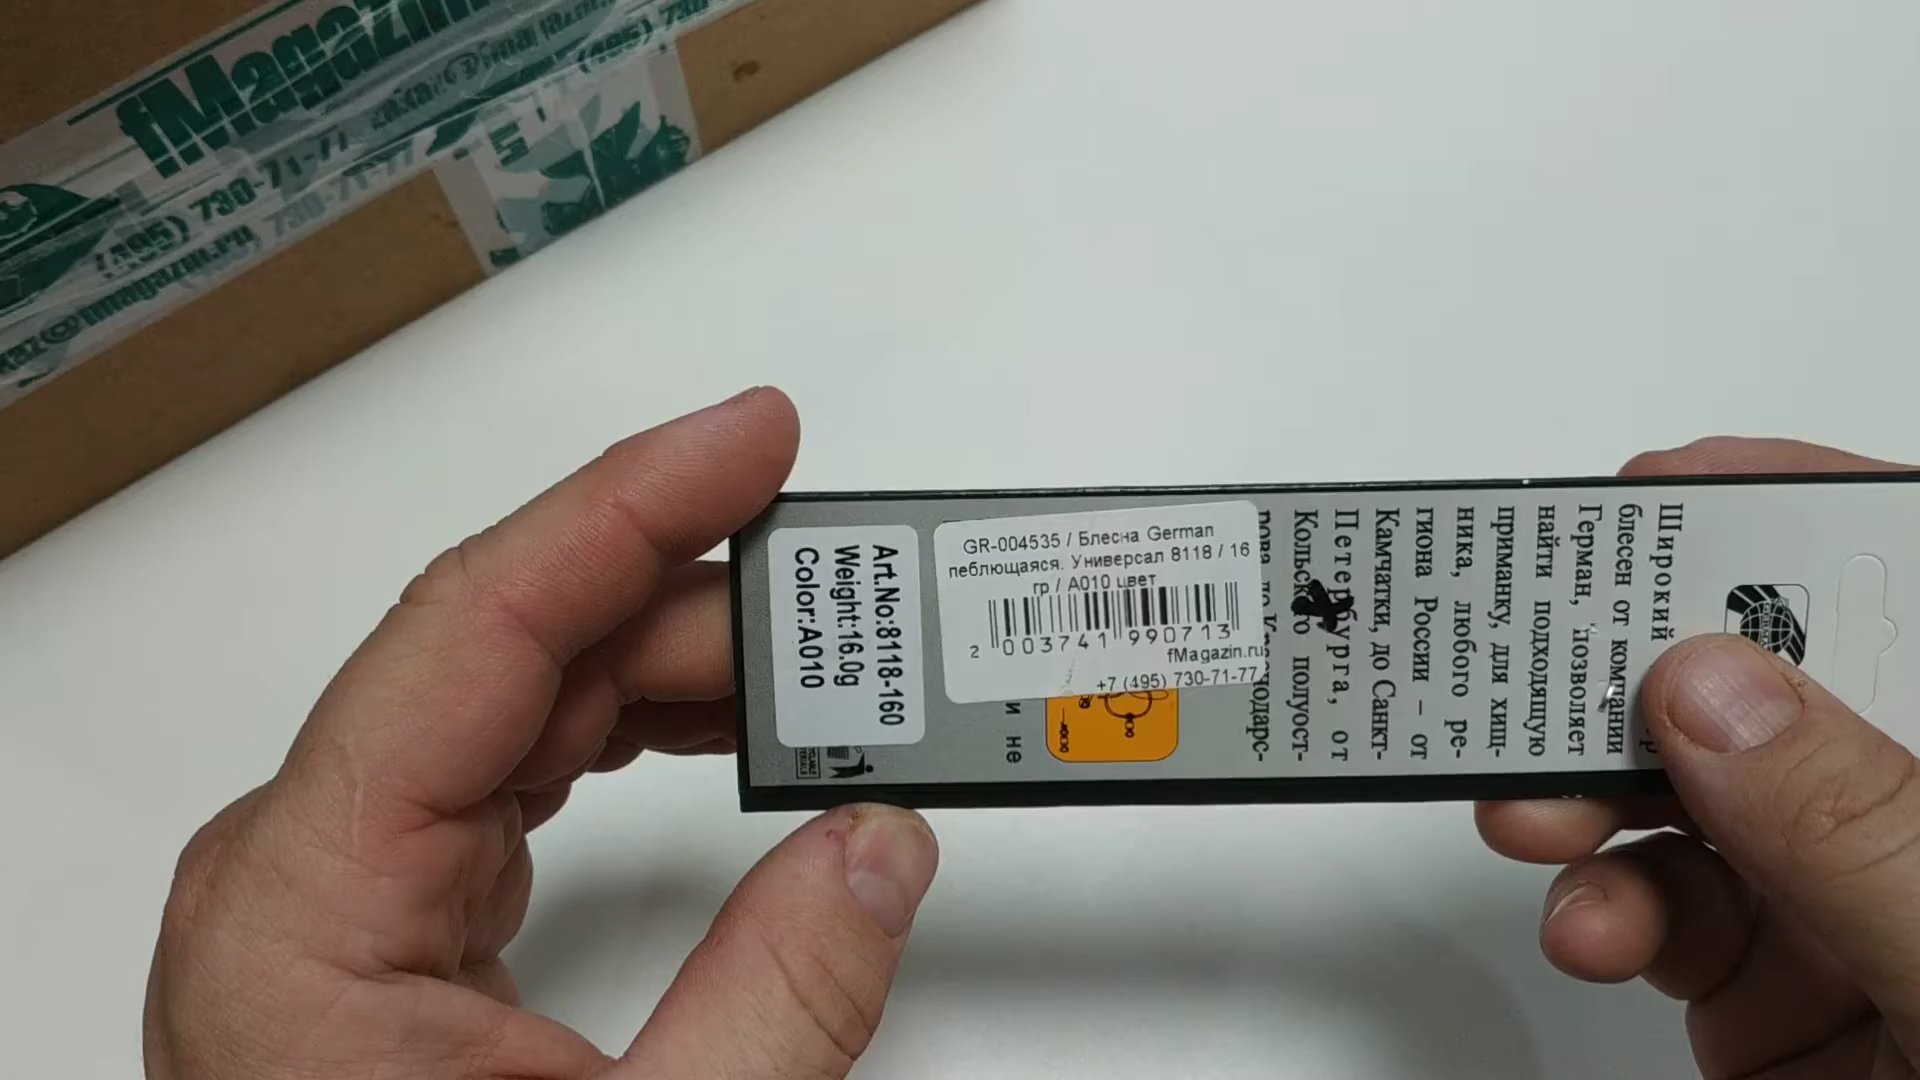 fMagazin
(495) 730-71-77
GR-004535 / Блесна German
леблющаяся. Универсал 8118 / 16
гр / A010 цвет
2 003741 990713
fMagazin.ru
+7 (495) 730-71-77
Art.No:8118-160
Weight:16.0g
Color:A010
Широкий
блесен от компании
Герман, позволяет
найти подходящую
приманку, для хищ-
ника, любого ре-
гиона России – от
Камчатки, до Санкт-
Петербурга, от
Кольского полуост-
рова до
и не